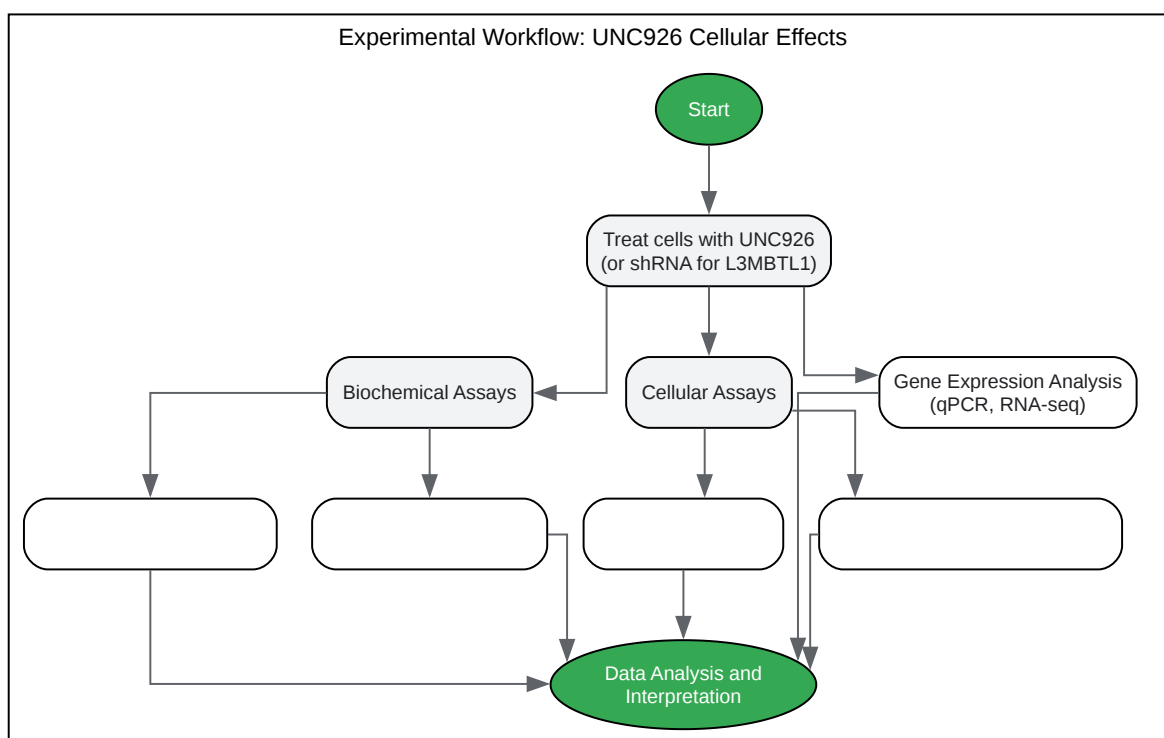 Experimental Workflow: UNC926 Cellular Effects
Start
Treat cells with UNC926
(or shRNA for L3MBTL1)
Biochemical Assays
Cellular Assays
Gene Expression Analysis
(qPCR, RNA-seq)
Data Analysis and
Interpretation